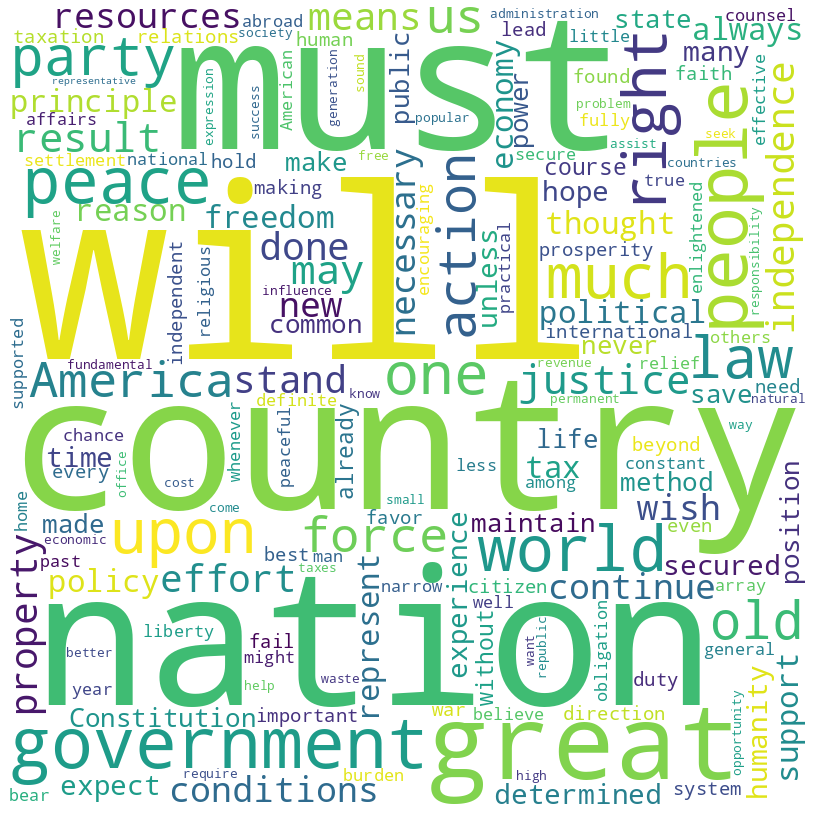 resources
abroad
means
us
administration
lead
little
state
counsel
always
taxation
relations
society
human
party
must
many
representative
principle
affairs
expression
success
American
generation
sound
public
popular
economy
power
found
problem
fully
faith
effective
right
people
independence
seek
result
settlement
national
hold
make
free
necessary
secure
assist
course
countries
true
peace
reason
making
freedom
encouraging
action
unless
practical
hope
thought
prosperity
enlightened
responsibility
welfare
will
independent
religious
done
may
influence
new
common
much
political
international
never
others
supported
fundamental
America
stand
know
one
revenue
justice
relief
law
save
need
natural
definite
permanent
country
chance
time
every
office
cost
whenever
peaceful
already
less
life
beyond
way
tax
among
constant
method
come
small
home
made
upon
favor
force
maintain
wish
even
position
economic
past
best
man
world
secured
property
policy
effort
taxes
narrow
experience
citizen
continue
array
nation
liberty
represent
well
want
republic
without
obligation
old
better
fail
might
general
year
help
waste
duty
support
Constitution
important
war
believe
direction
humanity
opportunity
government
great
bear
expect
require
conditions
burden
high
determined
system